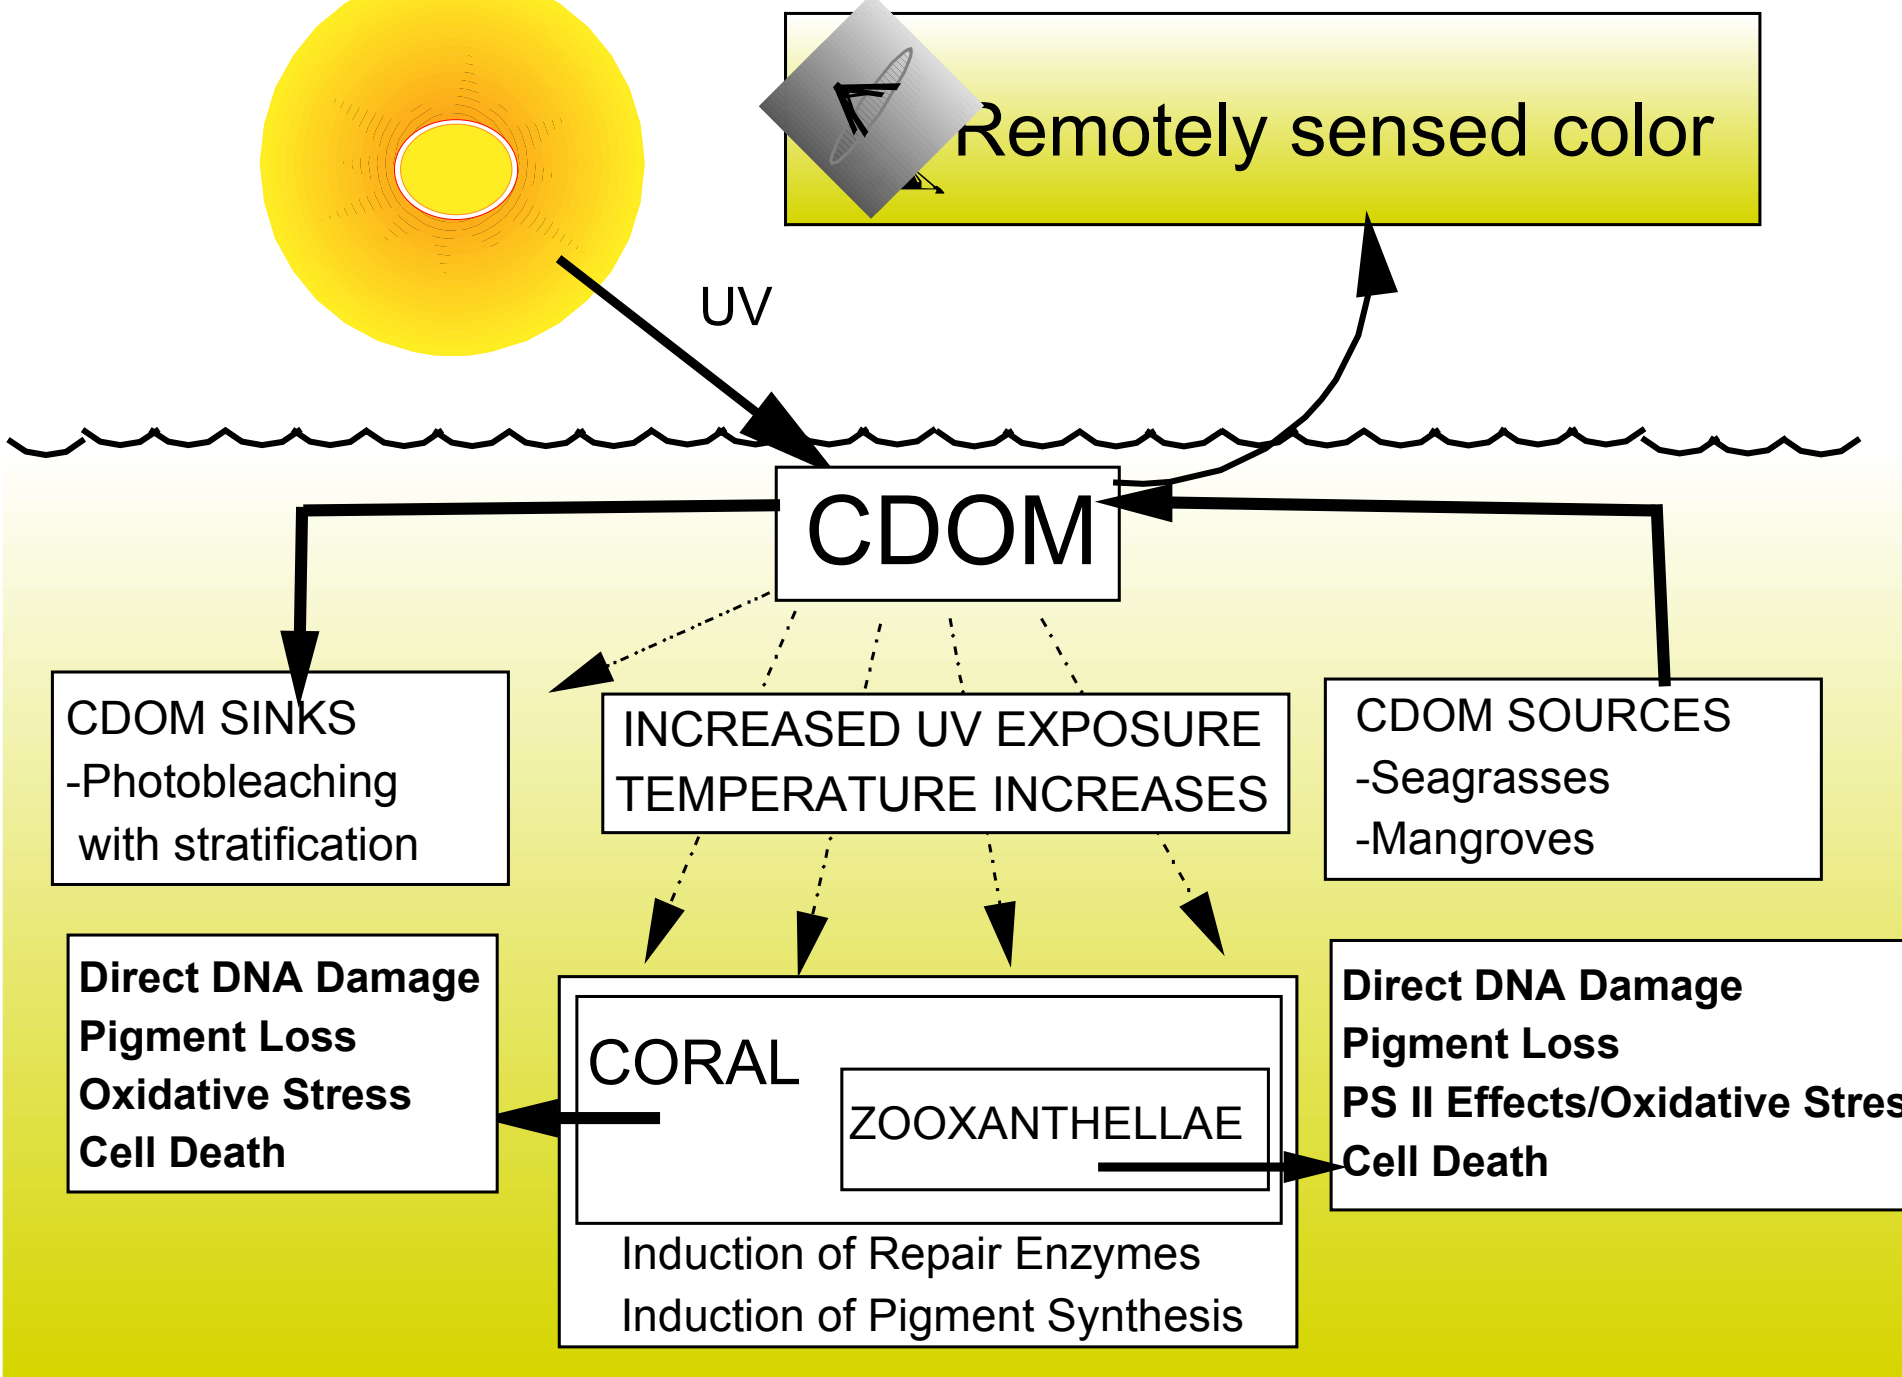 Remotely sensed color
UV
CDOM
CDOM SINKS
-Photobleaching
with stratification
INCREASED UV EXPOSURE
TEMPERATURE INCREASES
CDOM SOURCES
-Seagrasses
-Mangroves
Direct DNA Damage
Pigment Loss
Oxidative Stress
Cell Death
CORAL
ZOOXANTHELLAE
Induction of Repair Enzymes
Induction of Pigment Synthesis
Direct DNA Damage
Pigment Loss
PS II Effects/Oxidative Stres
Cell Death